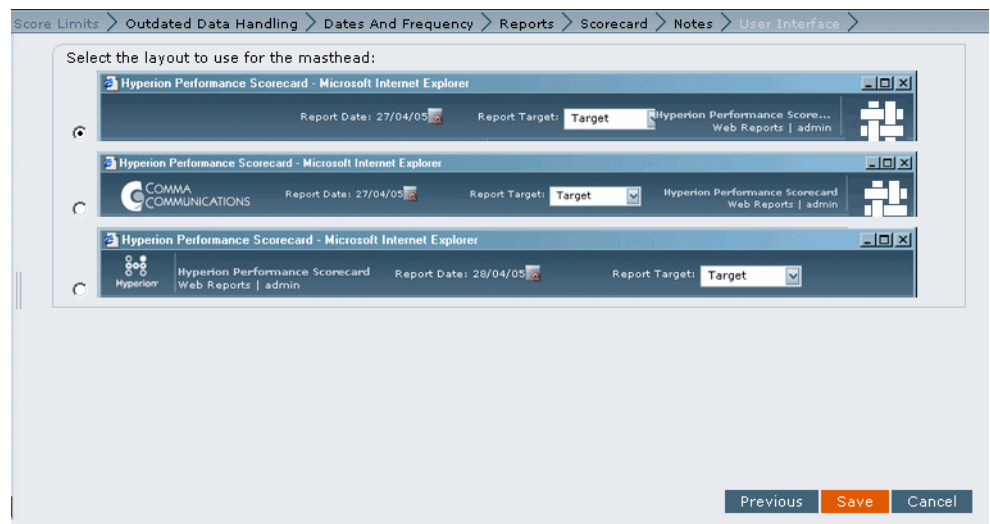 Score Limits > Outdated Data Handling > Dates And Frequency > Reports > Scorecard > Notes > User Interface >
Select the layout to use for the masthead:
Hyperion Performance Scorecard - Microsoft Internet Explorer
Report Date: 27/04/05 Report Target: Target Hyperion Performance Score...
Web Reports | admin
Hyperion Performance Scorecard - Microsoft Internet Explorer
COMMA
COMMUNICATIONS Report Date: 27/04/05 Report Target: Target Hyperion Performance Scorecard
Web Reports | admin
Hyperion Performance Scorecard - Microsoft Internet Explorer
Hyperion Performance Scorecard Report Date: 28/04/05 Report Target: Target
Web Reports | admin
Previous Save Cancel